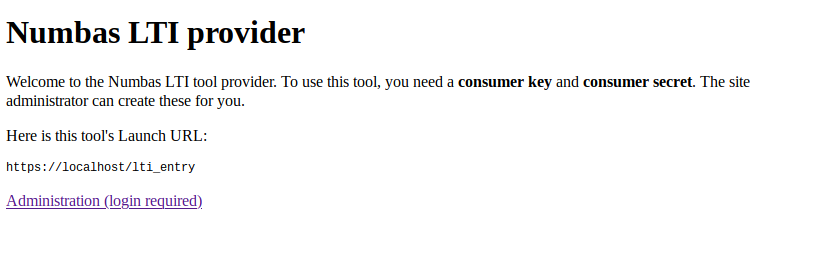 Numbas LTI provider
Welcome to the Numbas LTI tool provider. To use this tool, you need a consumer key and consumer secret. The site
administrator can create these for you.
Here is this tool's Launch URL:
https://localhost/lti_entry
Administration (login required)